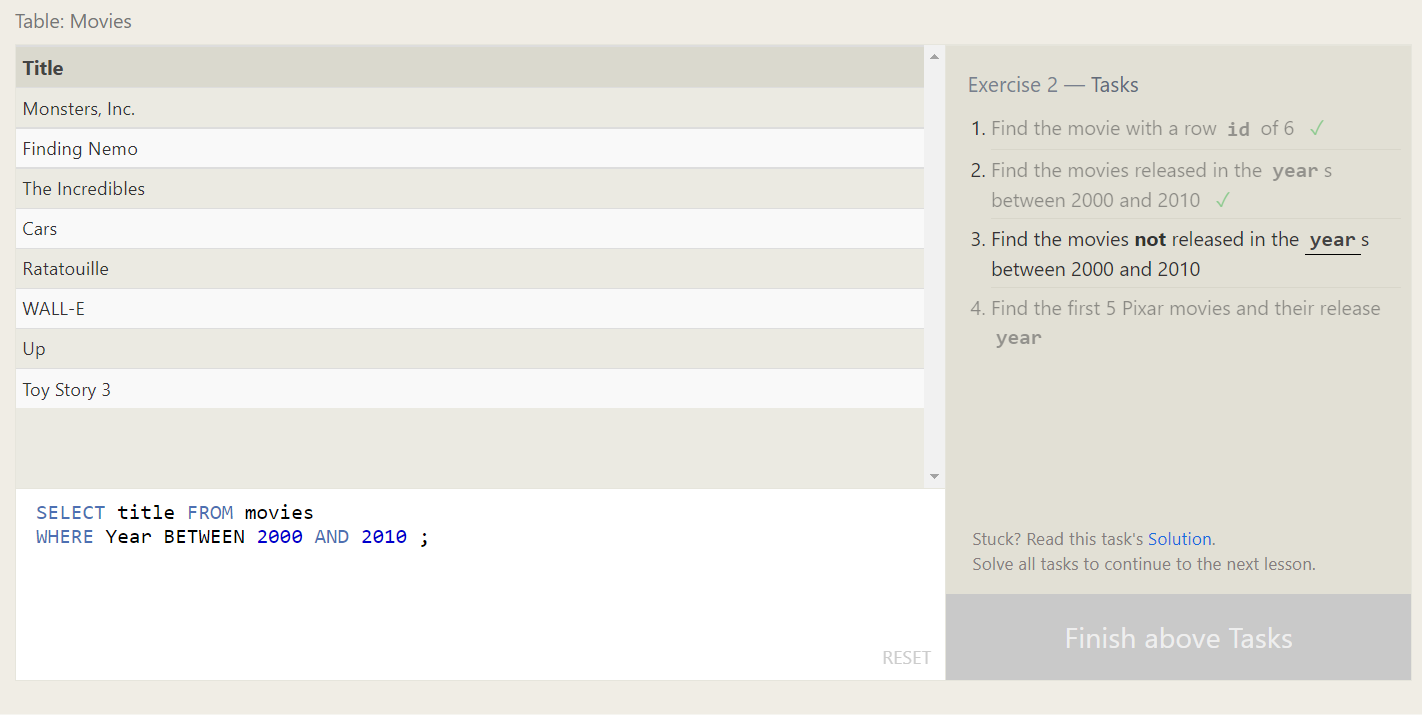 Table: Movies
Title
Monsters, Inc.
Finding Nemo
The Incredibles
Cars
Ratatouille
WALL-E
Up
Toy Story 3
SELECT title FROM movies
WHERE Year BETWEEN 2000 AND 2010 ;
RESET
Exercise 2 — Tasks
1. Find the movie with a row id of 6 ✓
2. Find the movies released in the year s
between 2000 and 2010 ✓
3. Find the movies not released in the year s
between 2000 and 2010
4. Find the first 5 Pixar movies and their release
year
Stuck? Read this task's Solution.
Solve all tasks to continue to the next lesson.
Finish above Tasks